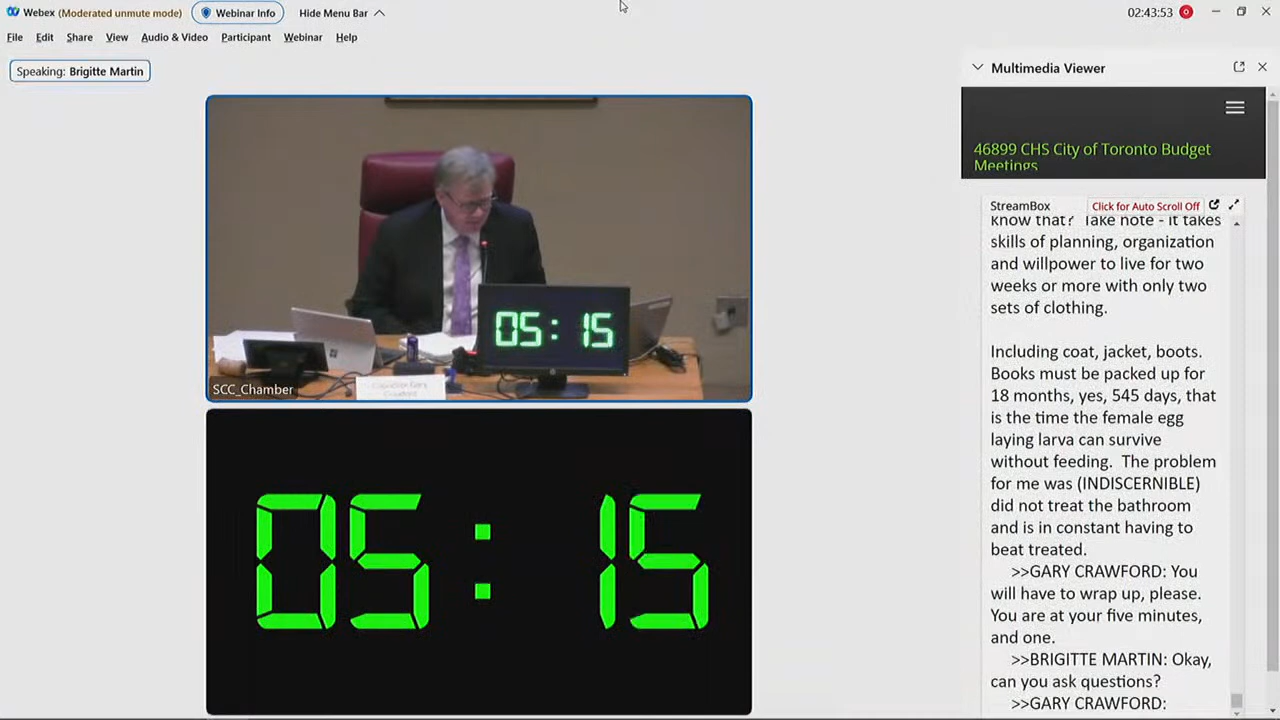 Webex (Moderated unmute mode) Webinar Info Hide Menu Bar 02:43:53
File Edit Share View Audio & Video Participant Webinar Help
Speaking: Brigitte Martin
Multimedia Viewer
46899 CHS City of Toronto Budget
Meetings
StreamBox Click for Auto Scroll Off
know that? Take note - it takes
skills of planning, organization
and willpower to live for two
weeks or more with only two
sets of clothing.
Including coat, jacket, boots.
Books must be packed up for
18 months, yes, 545 days, that
is the time the female egg
laying larva can survive
without feeding. The problem
for me was (INDISCERNIBLE)
did not treat the bathroom
and is in constant having to
beat treated.
>>GARY CRAWFORD: You
will have to wrap up, please.
You are at your five minutes,
and one.
>>BRIGITTE MARTIN: Okay,
can you ask questions?
>>GARY CRAWFORD:
05: 15
SCC_Chamber
Councillor Gary
Crawford
05: 15